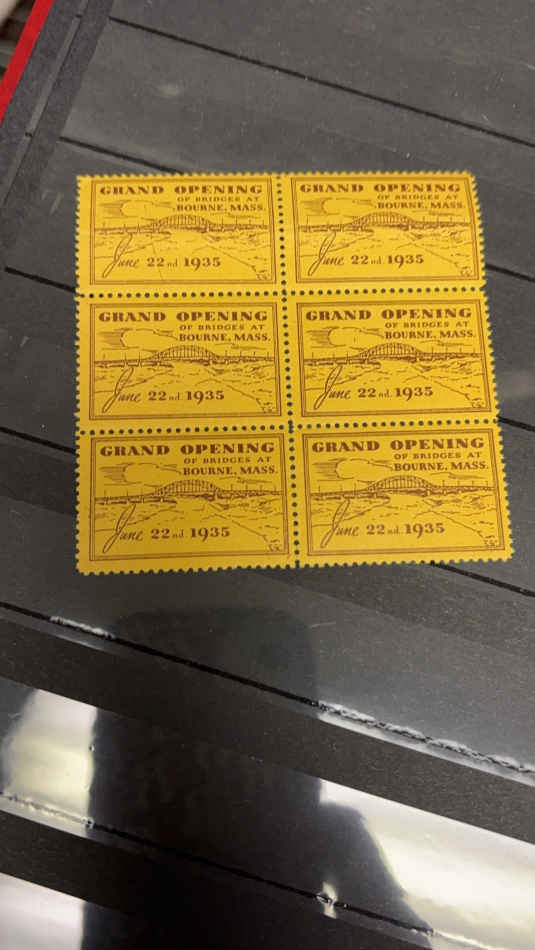 GRAND OPENING
OF BRIDGES AT
BOURNE, MASS.
June 22nd. 1935
GRAND OPENING
OF BRIDGES AT
BOURNE, MASS.
June 22nd. 1935
GRAND OPENING
OF BRIDGES AT
BOURNE, MASS.
June 22nd. 1935
GRAND OPENING
OF BRIDGES AT
BOURNE, MASS.
June 22nd. 1935
GRAND OPENING
OF BRIDGES AT
BOURNE, MASS.
June 22nd. 1935
GRAND OPENING
OF BRIDGES AT
BOURNE, MASS.
June 22nd. 1935